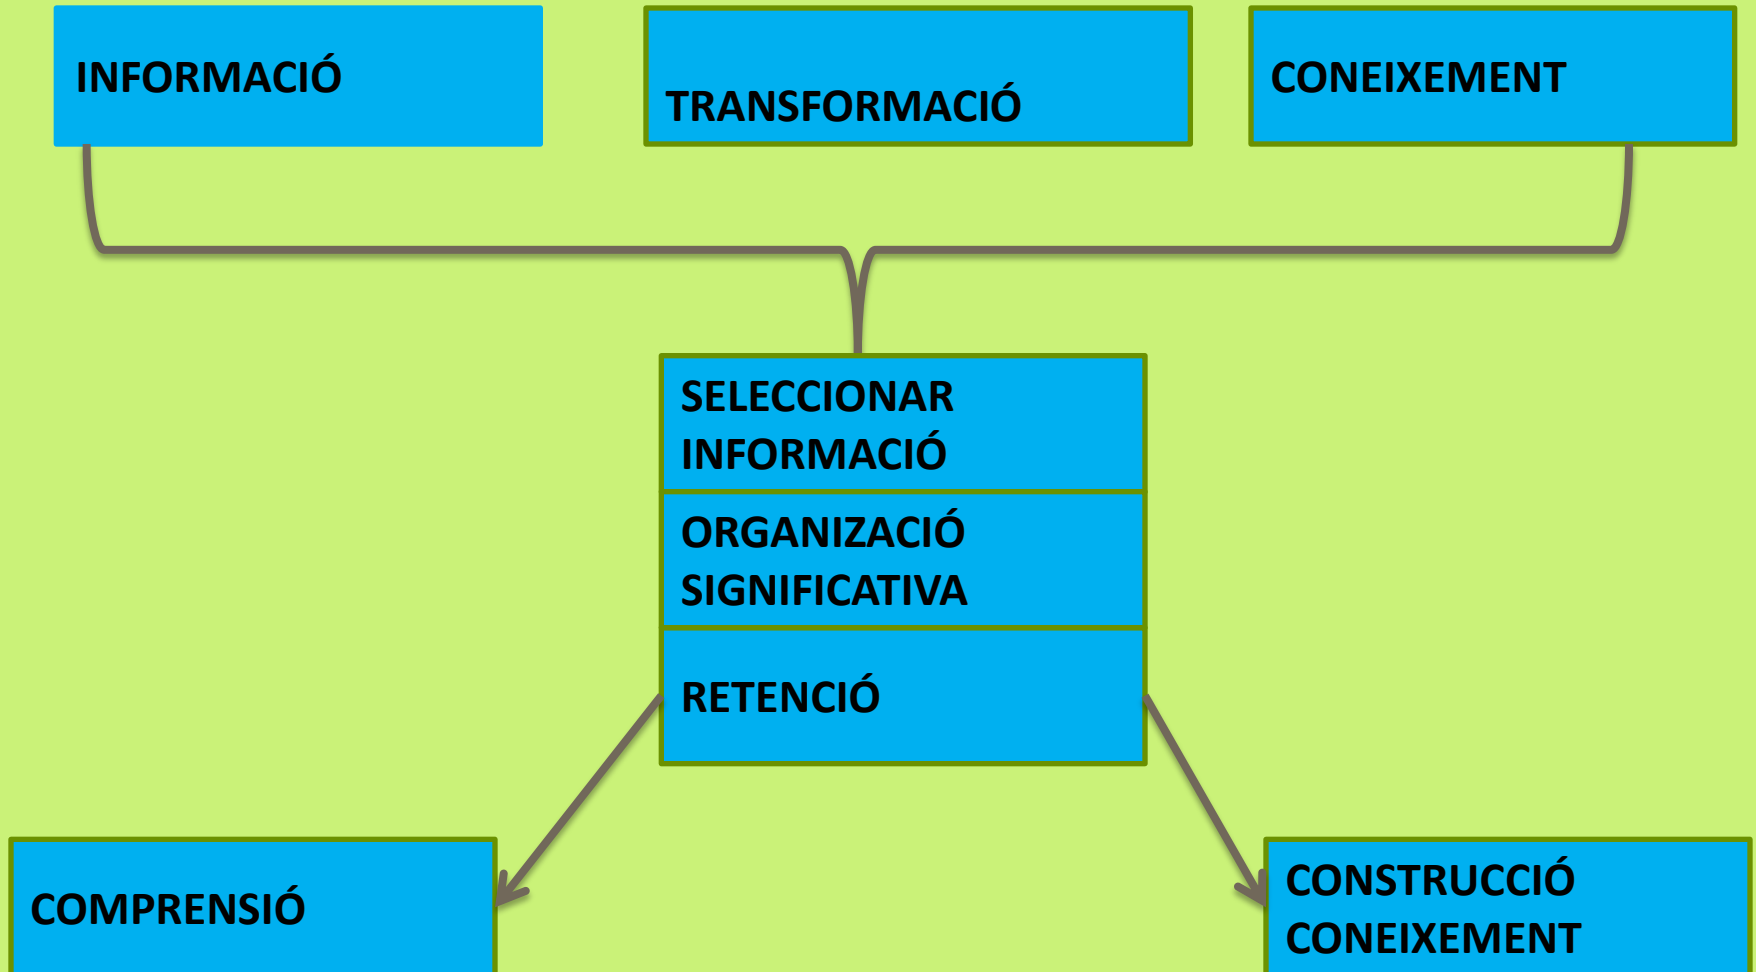 INFORMACIÓ
TRANSFORMACIÓ
CONEIXEMENT
SELECCIONAR
INFORMACIÓ
ORGANIZACIÓ
SIGNIFICATIVA
RETENCIÓ
COMPRENSIÓ
CONSTRUCCIÓ
CONEIXEMENT